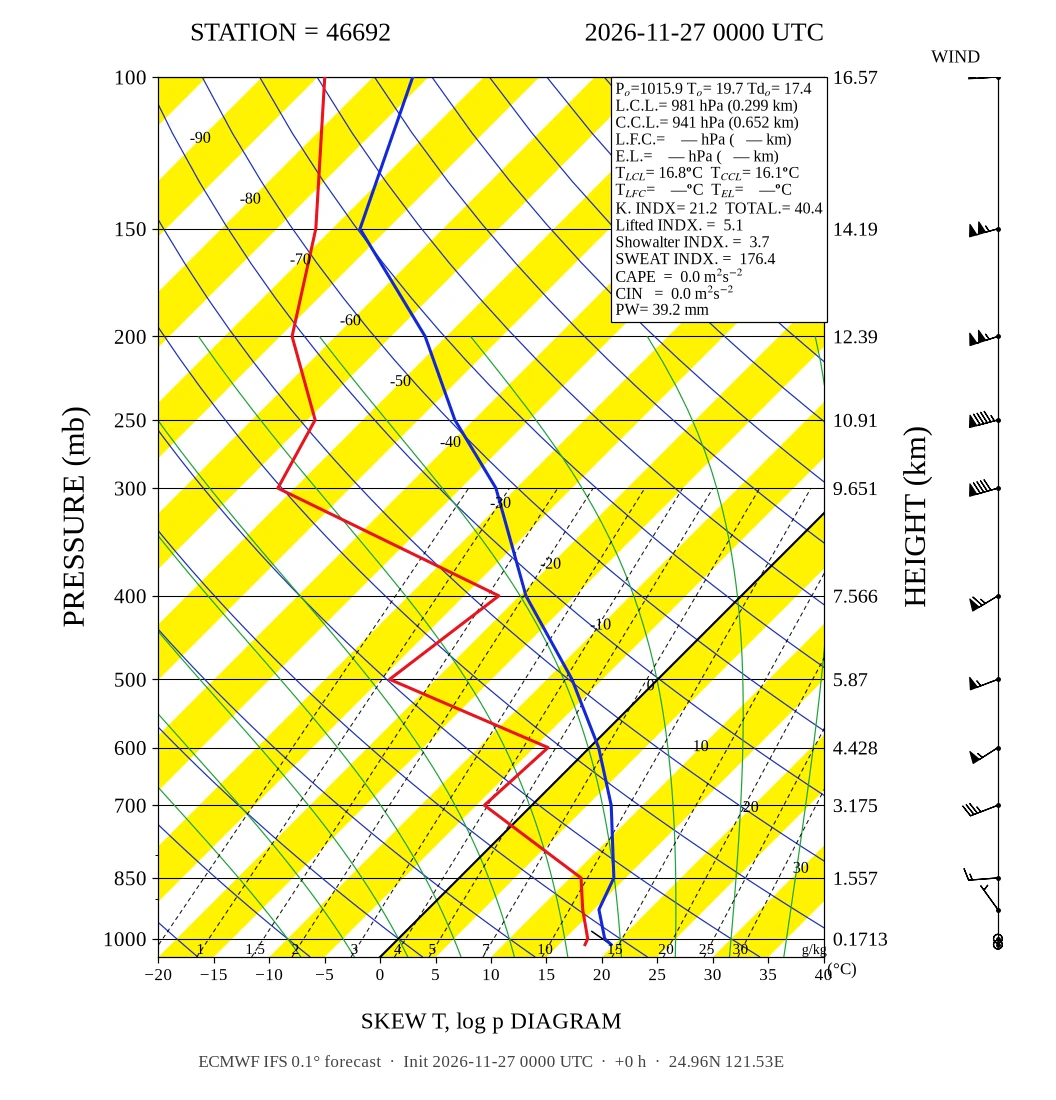 STATION = 46692
2026-11-27 0000 UTC
WIND
P₀=1015.9 T₀= 19.7 Td₀= 17.4
L.C.L.= 981 hPa (0.299 km)
C.C.L.= 941 hPa (0.652 km)
L.F.C.= — hPa ( — km)
E.L.= — hPa ( — km)
T_LCL= 16.8°C T_CCL= 16.1°C
T_LFC= —°C T_EL= —°C
K. INDX= 21.2 TOTAL.= 40.4
Lifted INDX. = 5.1
Showalter INDX. = 3.7
SWEAT INDX. = 176.4
CAPE = 0.0 m²s⁻²
CIN = 0.0 m²s⁻²
PW= 39.2 mm
100 16.57
-90
-80
150 14.19
-70
-60
200 12.39
-50
250 10.91
-40
300 9.651
-30
-20
400 7.566
-10
500 5.87
0
600 4.428
10
700 3.175
20
850 1.557
30
1000 0.1713
PRESSURE (mb)
HEIGHT (km)
1 1.5 2 3 4 5 7 10 15 20 25 30 g/kg
−20 −15 −10 −5 0 5 10 15 20 25 30 35 40 (°C)
SKEW T, log p DIAGRAM
ECMWF IFS 0.1° forecast · Init 2026-11-27 0000 UTC · +0 h · 24.96N 121.53E